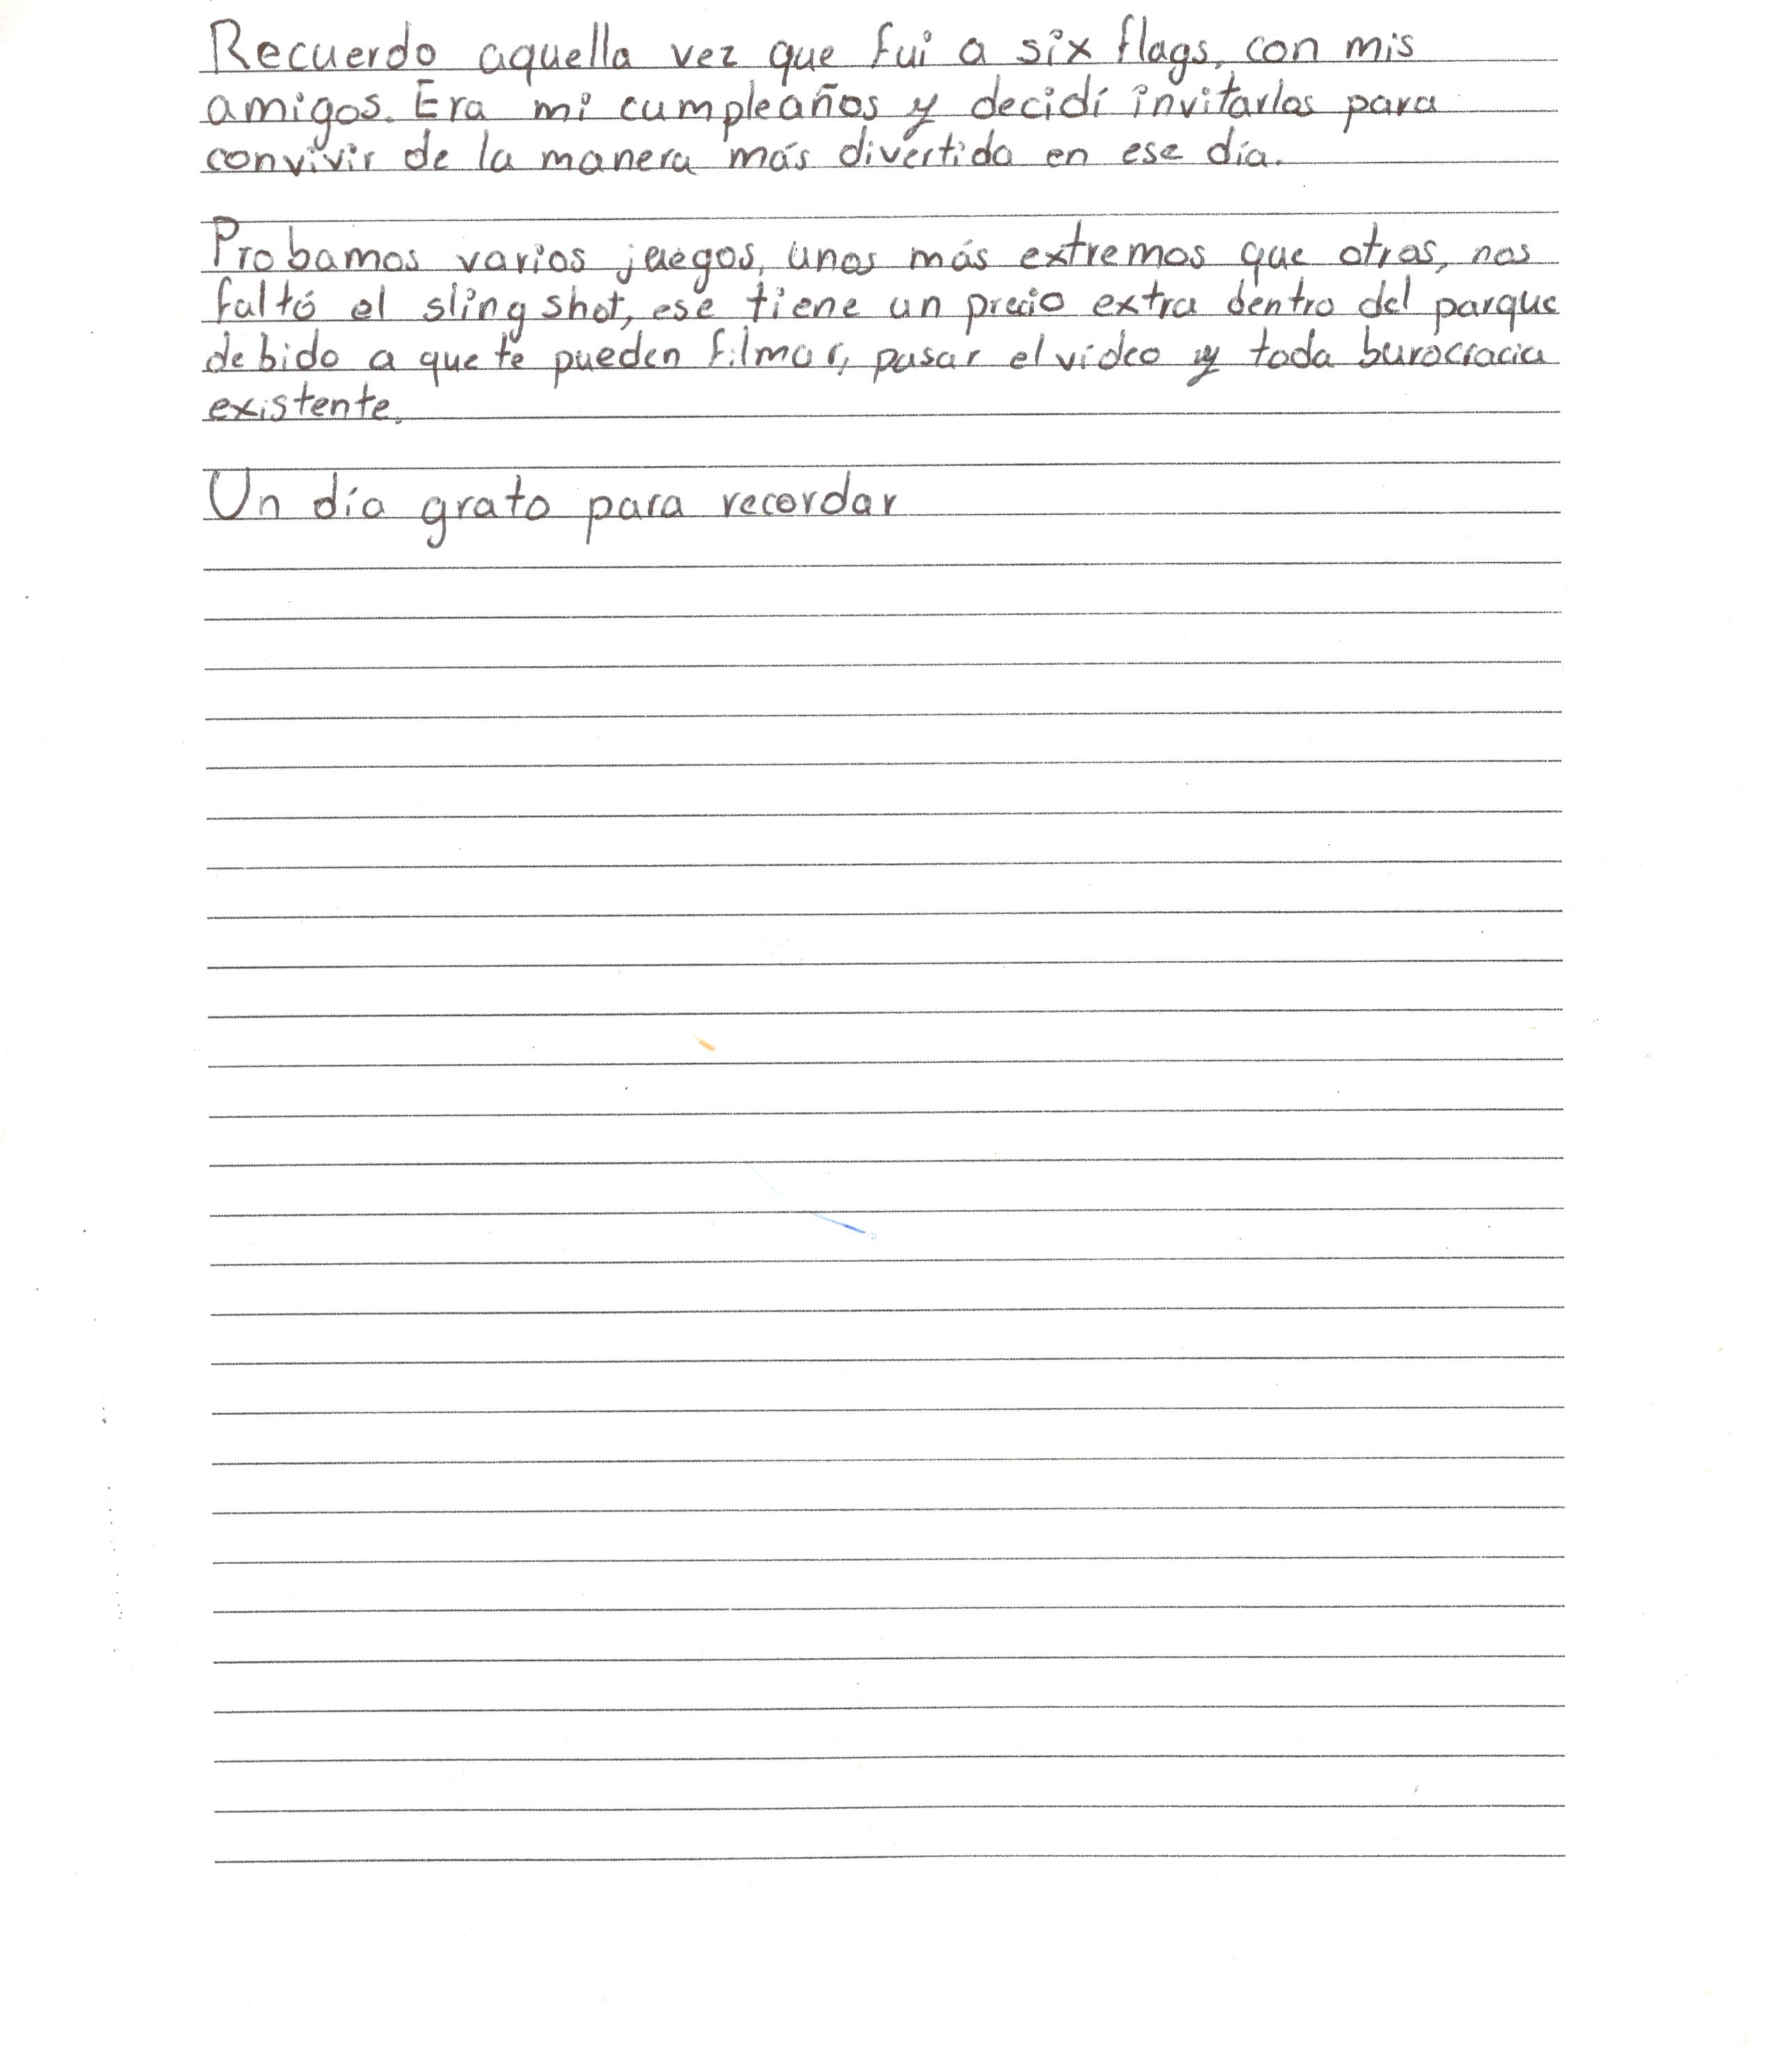 Recuerdo aquella vez que fui a six flags, con mis
amigos. Era mi cumpleaños y decidí invitarlos para
convivir de la manera más divertida en ese día.
Probamos varios juegos, unos más extremos que otros, nos
faltó el sling shot, ese tiene un precio extra dentro del parque
debido a que te pueden filmar, pasar el video y toda burocracia
existente.
Un día grato para recordar